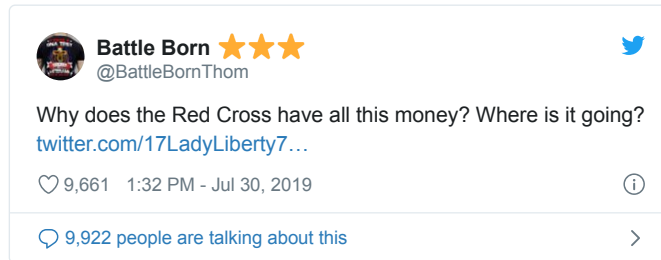 Battle Born ⭐⭐⭐
@BattleBornThom
Why does the Red Cross have all this money? Where is it going?
twitter.com/17LadyLiberty7…
9,661 1:32 PM - Jul 30, 2019
9,922 people are talking about this